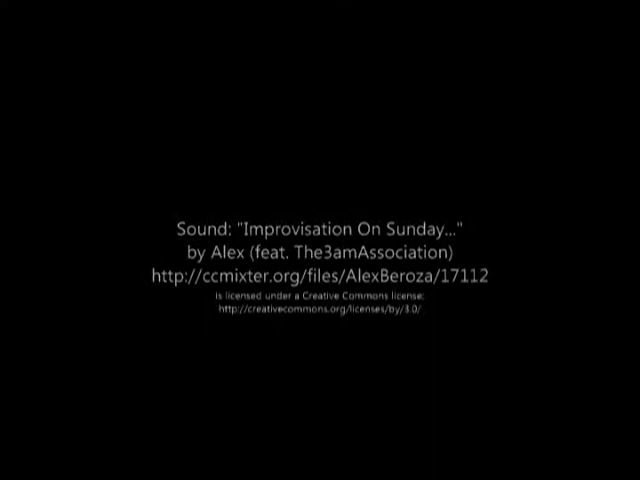 Sound: "Improvisation On Sunday..."
by Alex (feat. The3amAssociation)
http://ccmixter.org/files/AlexBeroza/17112
is licensed under a Creative Commons license:
http://creativecommons.org/licenses/by/3.0/